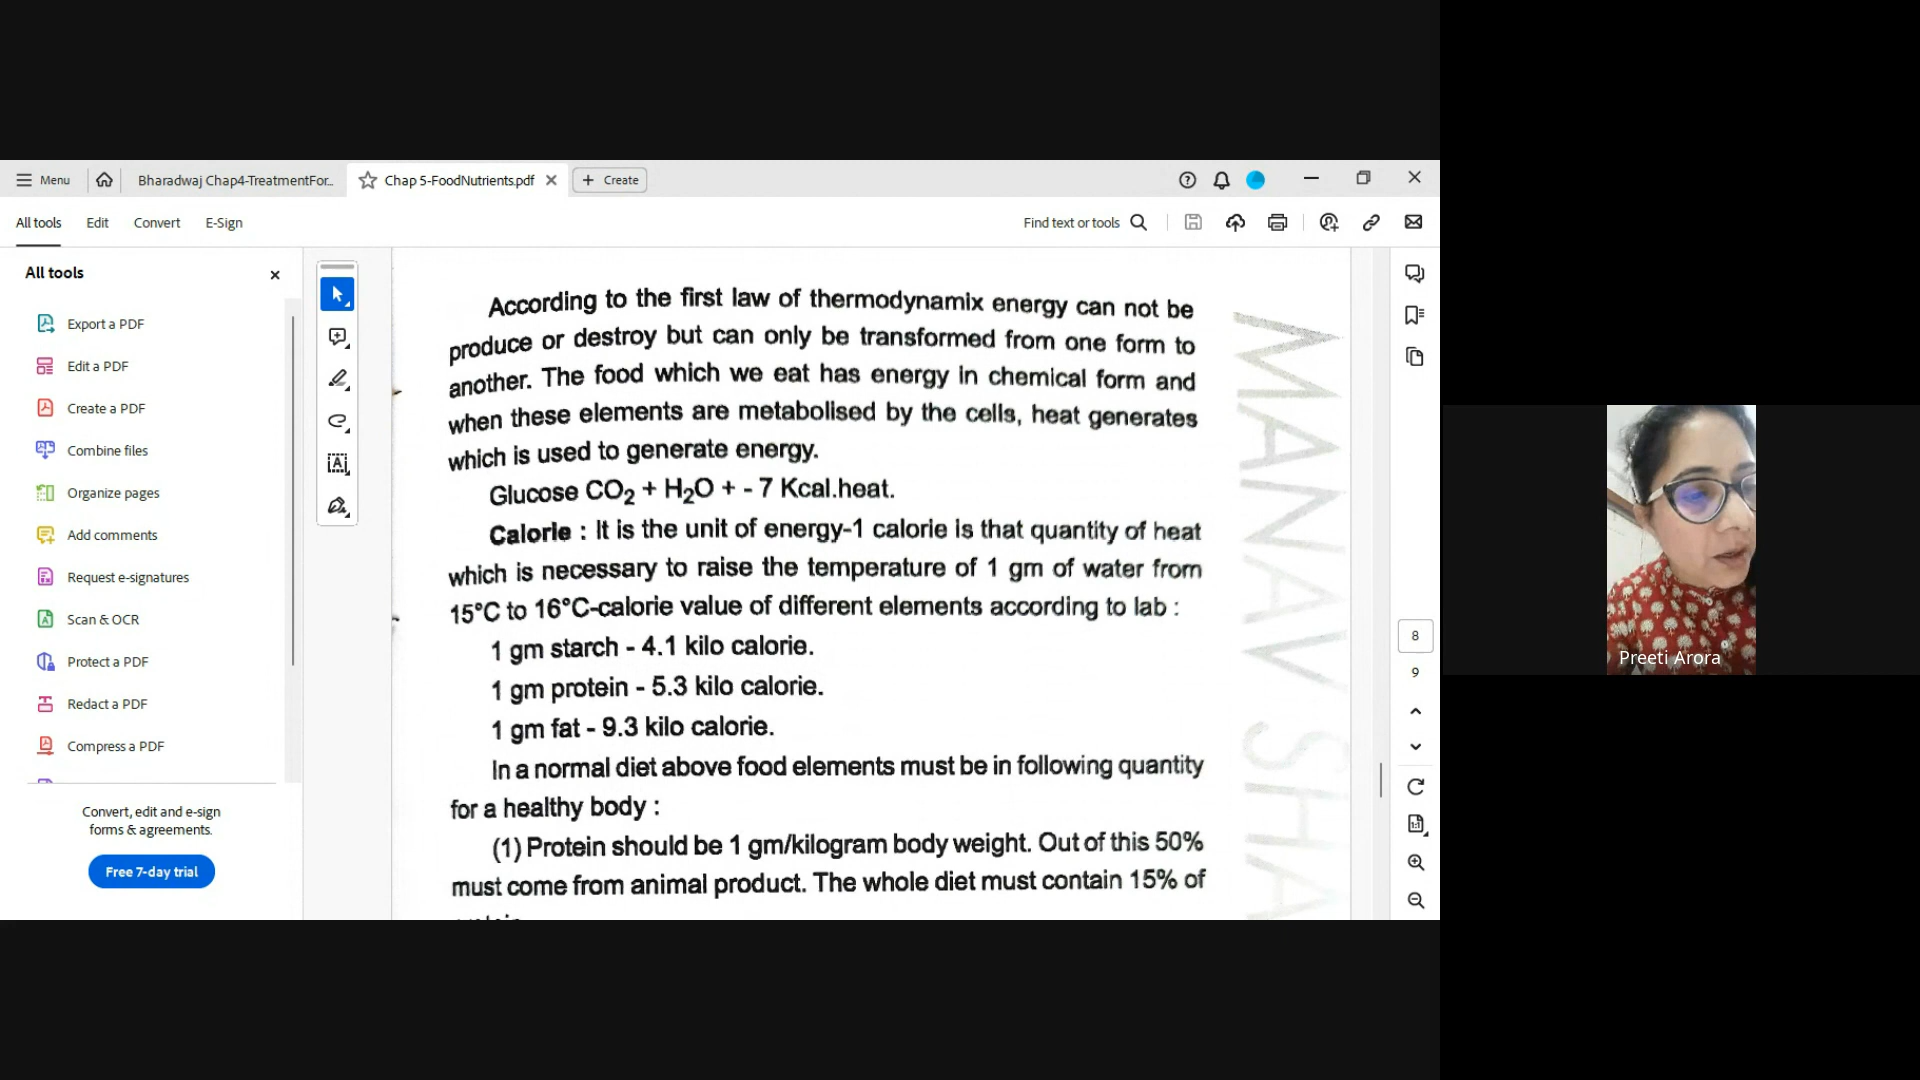 Menu
Bharadwaj Chap4-TreatmentFor...
Chap 5-FoodNutrients.pdf
Create
All tools
Edit
Convert
E-Sign
Find text or tools
All tools
Export a PDF
Edit a PDF
Create a PDF
Combine files
Organize pages
Add comments
Request e-signatures
Scan & OCR
Protect a PDF
Redact a PDF
Compress a PDF
Convert, edit and e-sign
forms & agreements.
Free 7-day trial
According to the first law of thermodynamix energy can not be
produce or destroy but can only be transformed from one form to
another. The food which we eat has energy in chemical form and
when these elements are metabolised by the cells, heat generates
which is used to generate energy.
Glucose CO2 + H2O + - 7 Kcal.heat.
Calorie : It is the unit of energy-1 calorie is that quantity of heat
which is necessary to raise the temperature of 1 gm of water from
15°C to 16°C-calorie value of different elements according to lab :
1 gm starch - 4.1 kilo calorie.
1 gm protein - 5.3 kilo calorie.
1 gm fat - 9.3 kilo calorie.
In a normal diet above food elements must be in following quantity
for a healthy body :
(1) Protein should be 1 gm/kilogram body weight. Out of this 50%
must come from animal product. The whole diet must contain 15% of
MANAV SHA
8
9
Preeti Arora